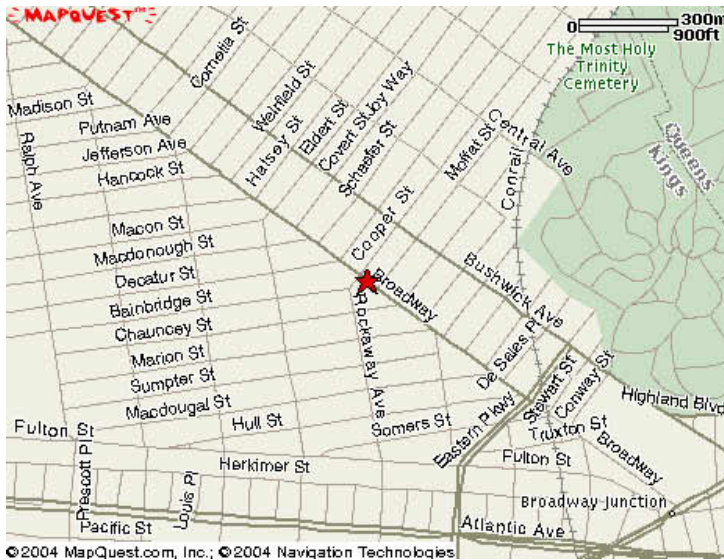 MAPQUEST
0 300m
900ft
The Most Holy
Trinity
Cemetery
Cornelia St
Madison St
Weirfield St
Putnam Ave
Halsey St
Eldert St
Covert St
Joy Way
Schaefer St
Moffat St
Central Ave
Conrail
Queens
Kings
Ralph Ave
Jefferson Ave
Hancock St
Cooper St
Macon St
Macdonough St
Decatur St
Bainbridge St
Chauncey St
Marion St
Sumpter St
Macdougal St
Broadway
Bushwick Ave
Rockaway Ave
De Sales Pl
Stewart St
Conway St
Highland Blvd
Fulton St
Hull St
Somers St
Eastern Pkwy
Truxton St
Broadway
Herkimer St
Fulton St
Prescott Pl
Louis Pl
Broadway Junction
Pacific St
Atlantic Ave
©2004 MapQuest.com, Inc.; ©2004 Navigation Technologies